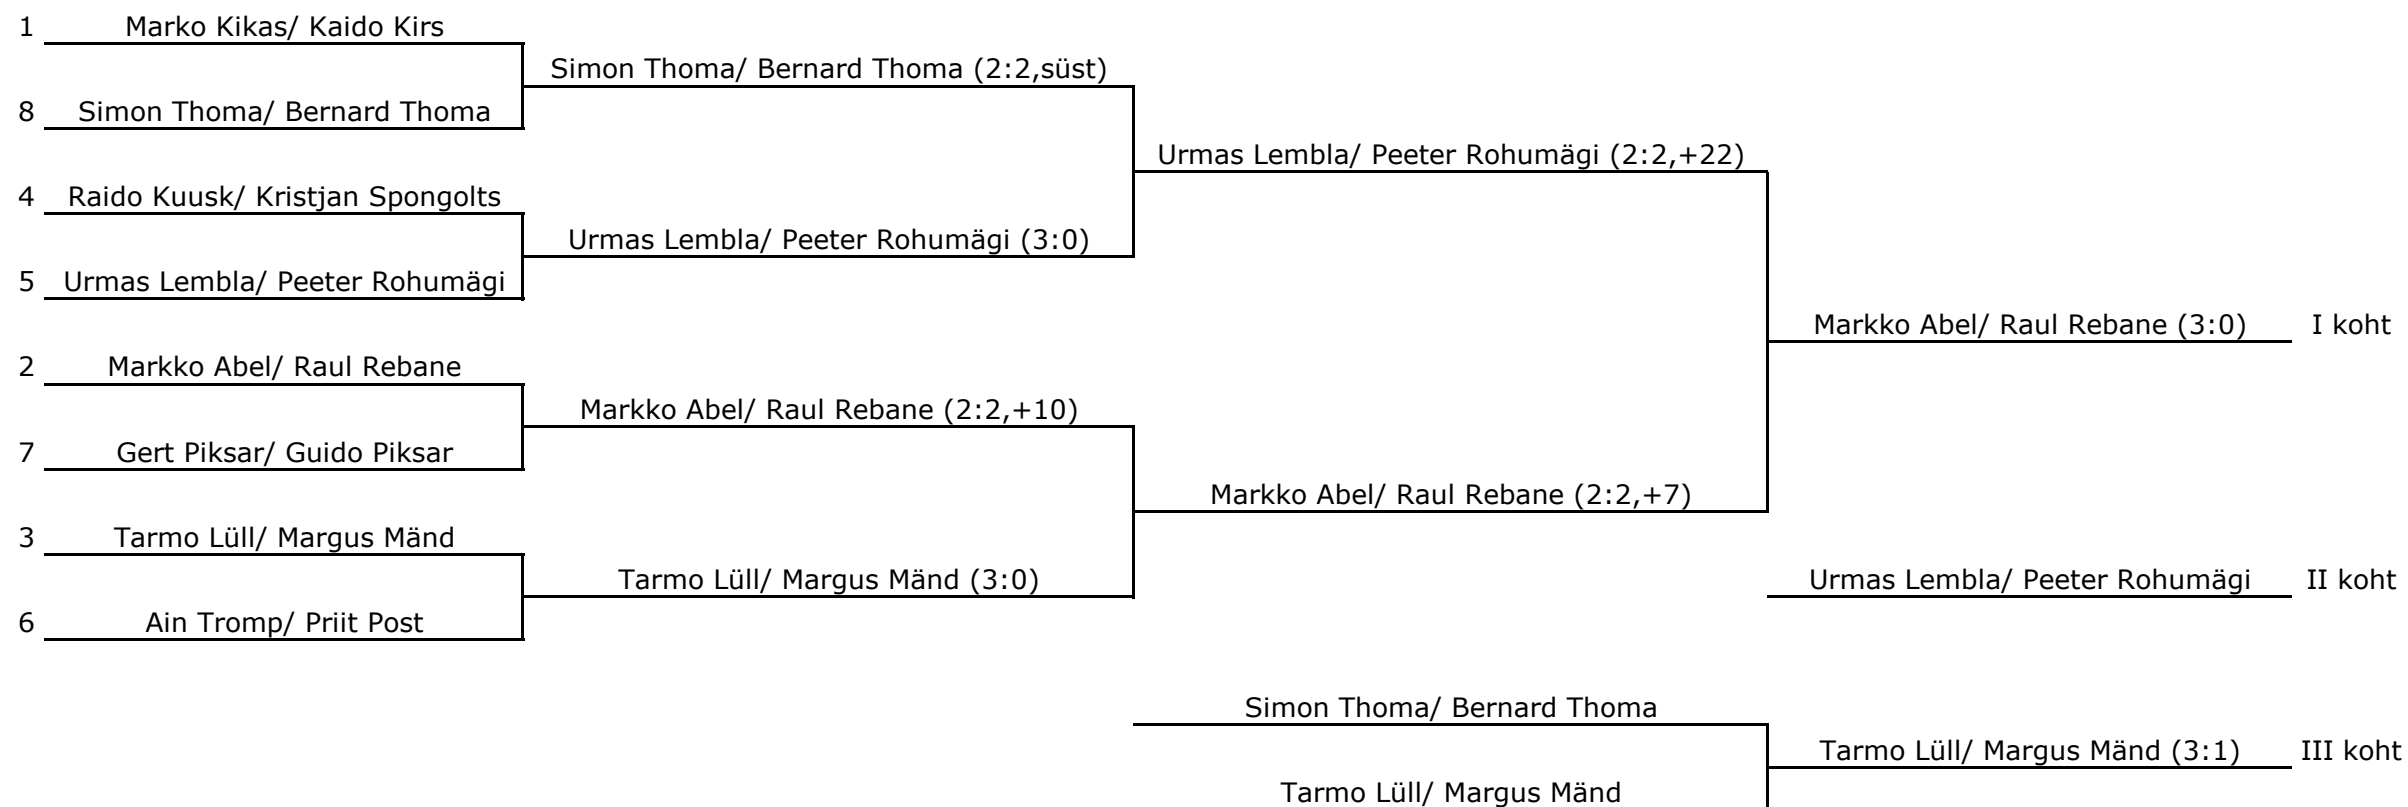 1 Marko Kikas/ Kaido Kirs
Simon Thoma/ Bernard Thoma (2:2,süst)
8 Simon Thoma/ Bernard Thoma
Urmas Lembla/ Peeter Rohumägi (2:2,+22)
4 Raido Kuusk/ Kristjan Spongolts
Urmas Lembla/ Peeter Rohumägi (3:0)
5 Urmas Lembla/ Peeter Rohumägi
Markko Abel/ Raul Rebane (3:0) I koht
2 Markko Abel/ Raul Rebane
Markko Abel/ Raul Rebane (2:2,+10)
7 Gert Piksar/ Guido Piksar
Markko Abel/ Raul Rebane (2:2,+7)
3 Tarmo Lüll/ Margus Mänd
Tarmo Lüll/ Margus Mänd (3:0)
Urmas Lembla/ Peeter Rohumägi II koht
6 Ain Tromp/ Priit Post
Simon Thoma/ Bernard Thoma
Tarmo Lüll/ Margus Mänd (3:1) III koht
Tarmo Lüll/ Margus Mänd